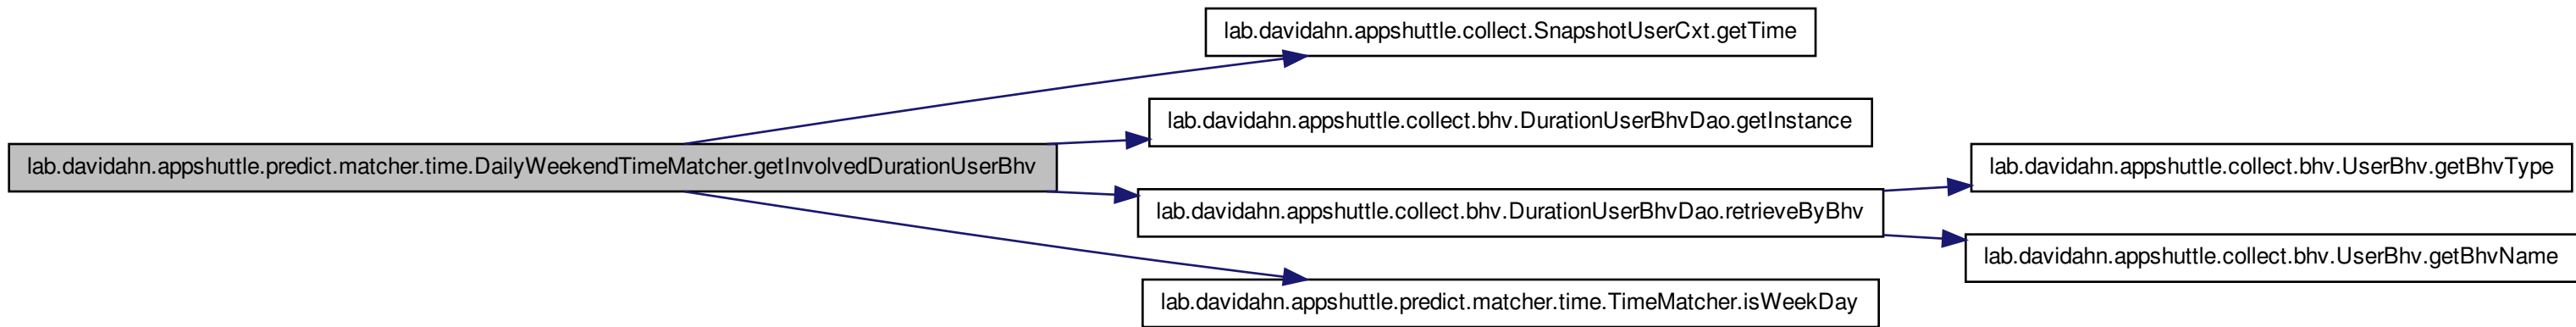 lab.davidahn.appshuttle.collect.SnapshotUserCxt.getTime
lab.davidahn.appshuttle.collect.bhv.DurationUserBhvDao.getInstance
lab.davidahn.appshuttle.predict.matcher.time.DailyWeekendTimeMatcher.getInvolvedDurationUserBhv
lab.davidahn.appshuttle.collect.bhv.UserBhv.getBhvType
lab.davidahn.appshuttle.collect.bhv.DurationUserBhvDao.retrieveByBhv
lab.davidahn.appshuttle.collect.bhv.UserBhv.getBhvName
lab.davidahn.appshuttle.predict.matcher.time.TimeMatcher.isWeekDay